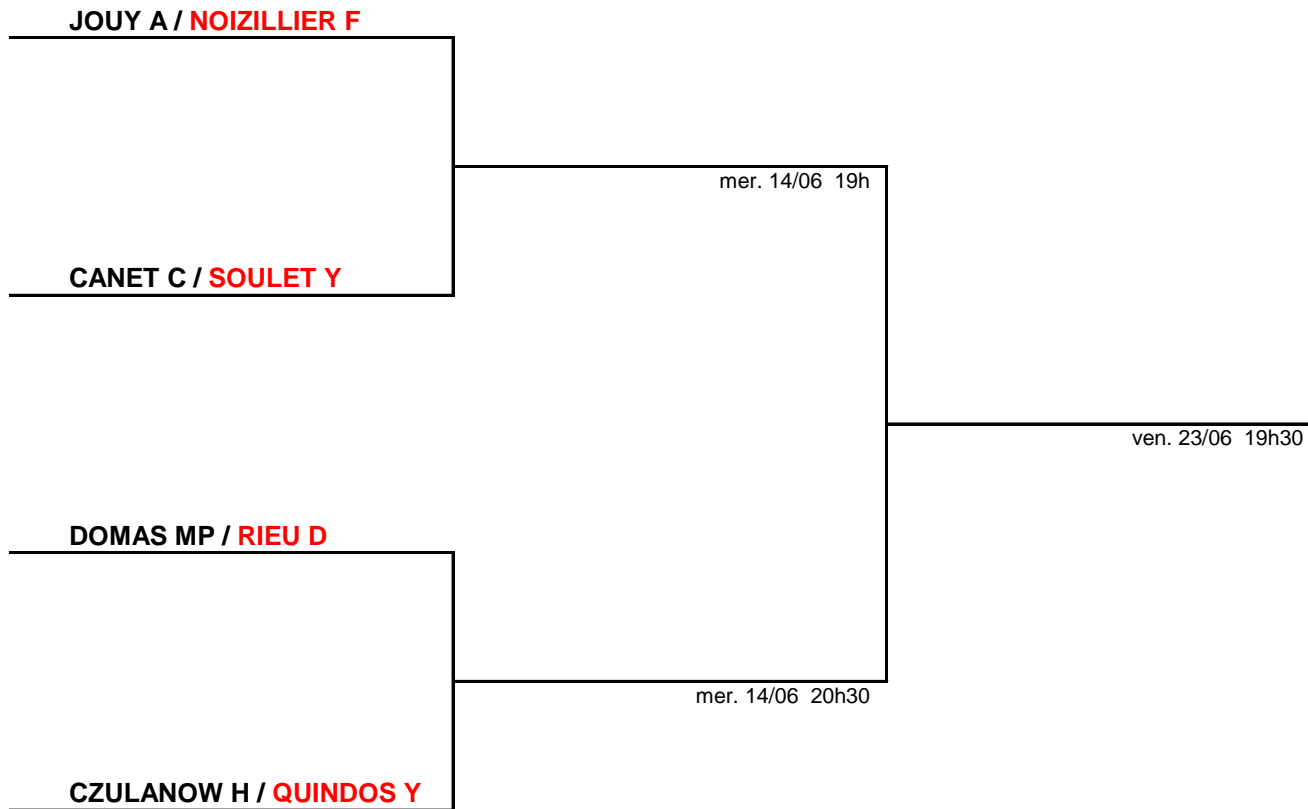 JOUY A / NOIZILLIER F
mer. 14/06 19h
CANET C / SOULET Y
ven. 23/06 19h30
DOMAS MP / RIEU D
mer. 14/06 20h30
CZULANOW H / QUINDOS Y